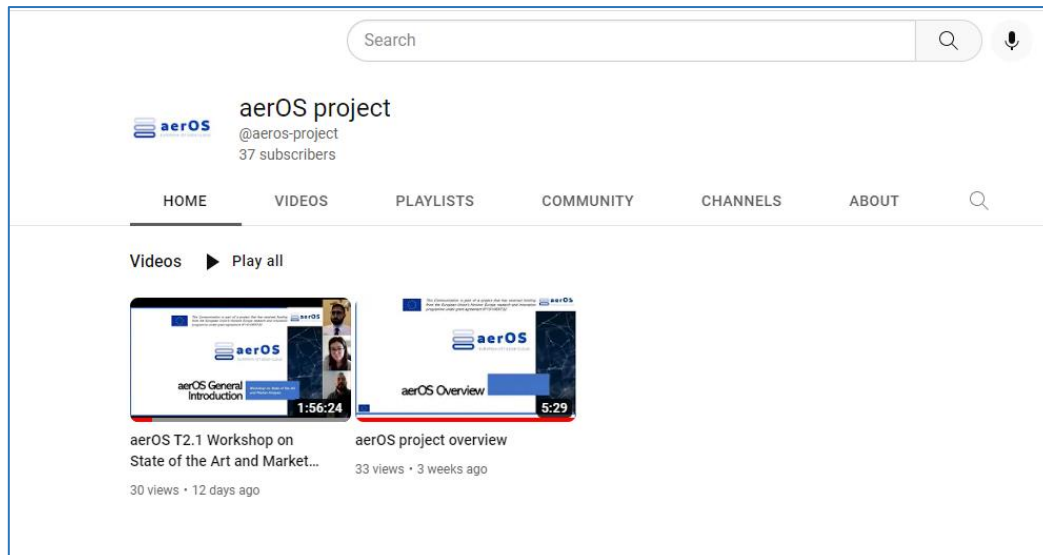 Search
aerOS
aerOS project
@aeros-project
37 subscribers
HOME VIDEOS PLAYLISTS COMMUNITY CHANNELS ABOUT
Videos Play all
aerOS
aerOS
aerOS General
Introduction
1:56:24
aerOS
aerOS
aerOS Overview
5:29
aerOS T2.1 Workshop on
State of the Art and Market...
30 views • 12 days ago
aerOS project overview
33 views • 3 weeks ago